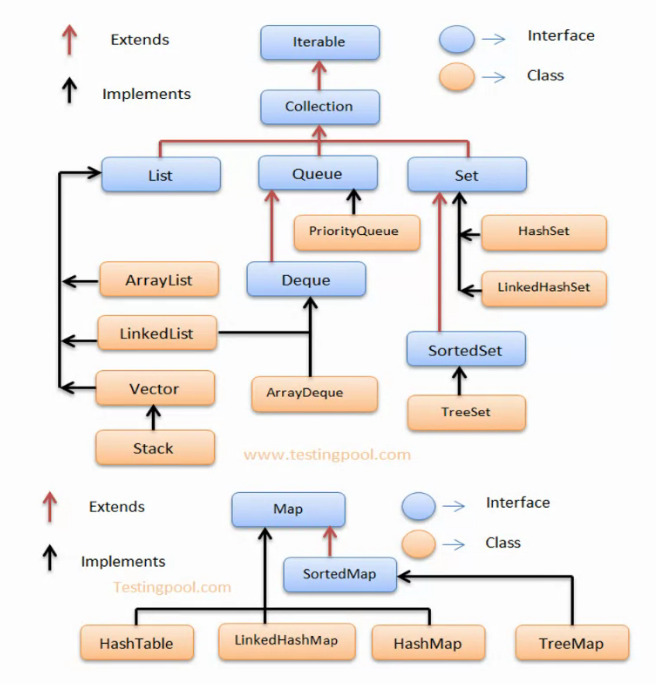 Extends
Iterable
Interface
Implements
Class
Collection
List
Queue
Set
PriorityQueue
HashSet
ArrayList
Deque
LinkedHashSet
LinkedList
SortedSet
Vector
ArrayDeque
TreeSet
Stack
www.testingpool.com
Extends
Map
Interface
Implements
Class
SortedMap
Testingpool.com
HashTable
LinkedHashMap
HashMap
TreeMap